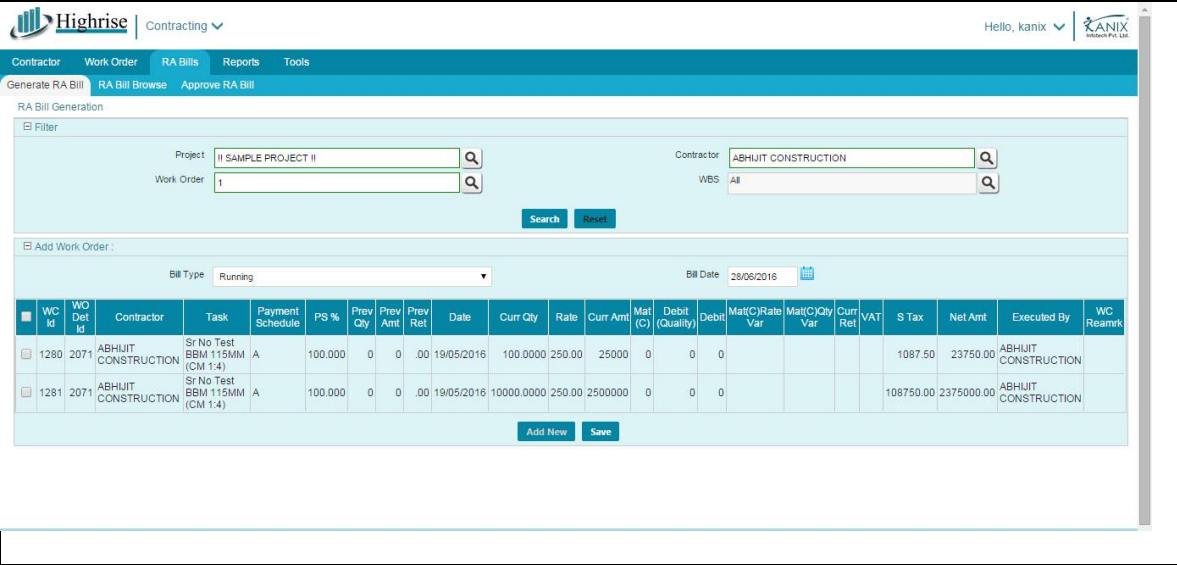 Highrise Contracting Hello, kanix KANIX
Infotech Pvt. Ltd.
Contractor Work Order RA Bills Reports Tools
Generate RA Bill RA Bill Browse Approve RA Bill
RA Bill Generation
Filter
Project !! SAMPLE PROJECT !! Contractor ABHIJIT CONSTRUCTION
Work Order 1 WBS All
Search Reset
Add Work Order :
Bill Type Running Bill Date 28/06/2016
WC Id WO Det Id Contractor Task Payment Schedule PS % Prev Qty Prev Amt Prev Ret Date Curr Qty Rate Curr Amt Mat (C) Debit (Quality) Debit Mat(C)Rate Var Mat(C)Qty Var Curr Ret VAT S Tax Net Amt Executed By WC Reamrk
1280 2071 ABHIJIT CONSTRUCTION Sr No Test BBM 115MM (CM 1:4) A 100.000 0 0 .00 19/05/2016 100.0000 250.00 25000 0 0 0 1087.50 23750.00 ABHIJIT CONSTRUCTION
1281 2071 ABHIJIT CONSTRUCTION Sr No Test BBM 115MM (CM 1:4) A 100.000 0 0 .00 19/05/2016 10000.0000 250.00 2500000 0 0 0 108750.00 2375000.00 ABHIJIT CONSTRUCTION
Add New Save